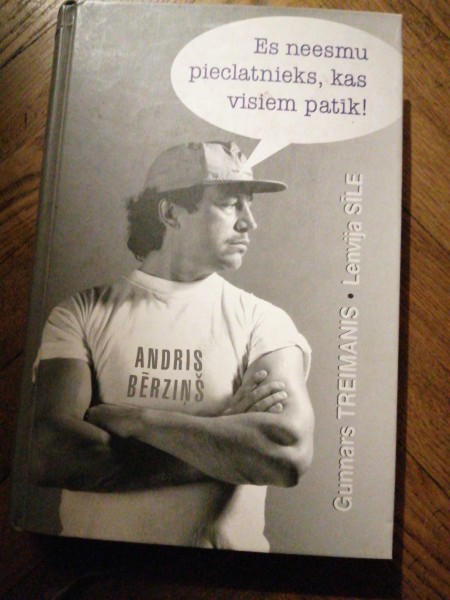 Es neesmu
pieclatnieks, kas
visiem patīk!
ANDRIS
BĒRZIŅŠ
Gunnars TREIMANIS • Lenvija SĪLE